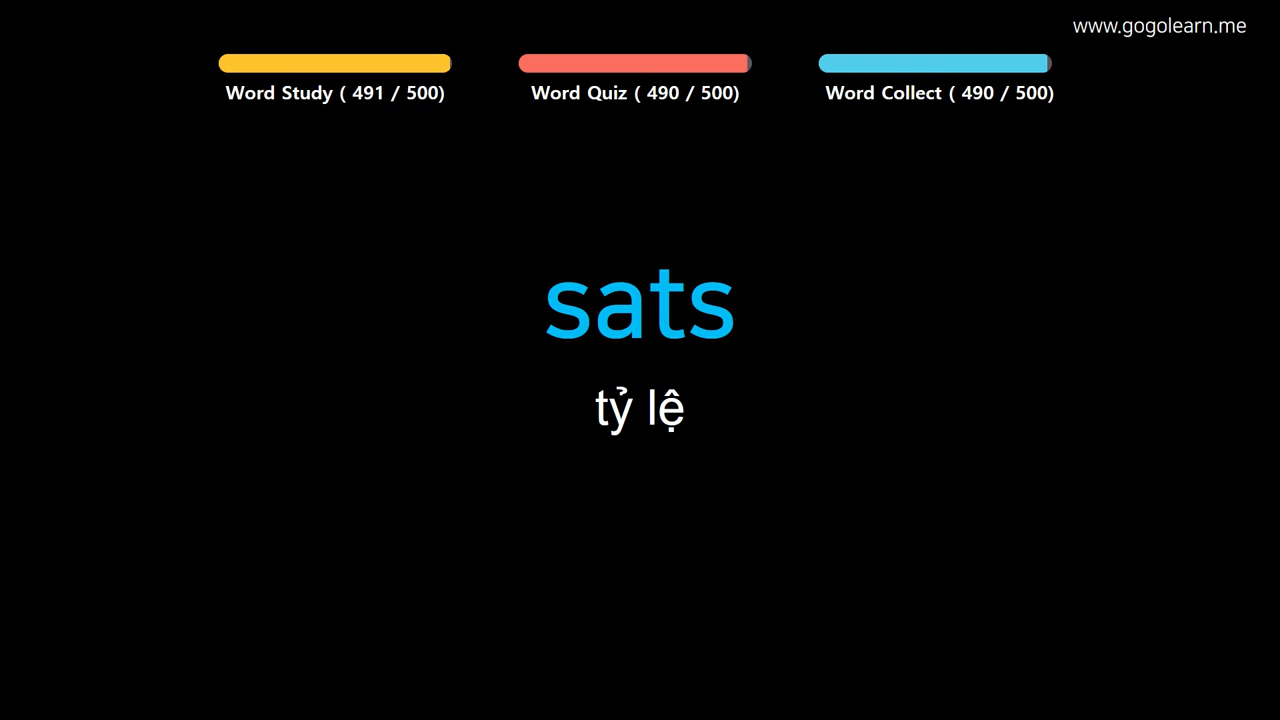 www.gogolearn.me
Word Study ( 491 / 500)
Word Quiz ( 490 / 500)
Word Collect ( 490 / 500)
sats
tỷ lệ